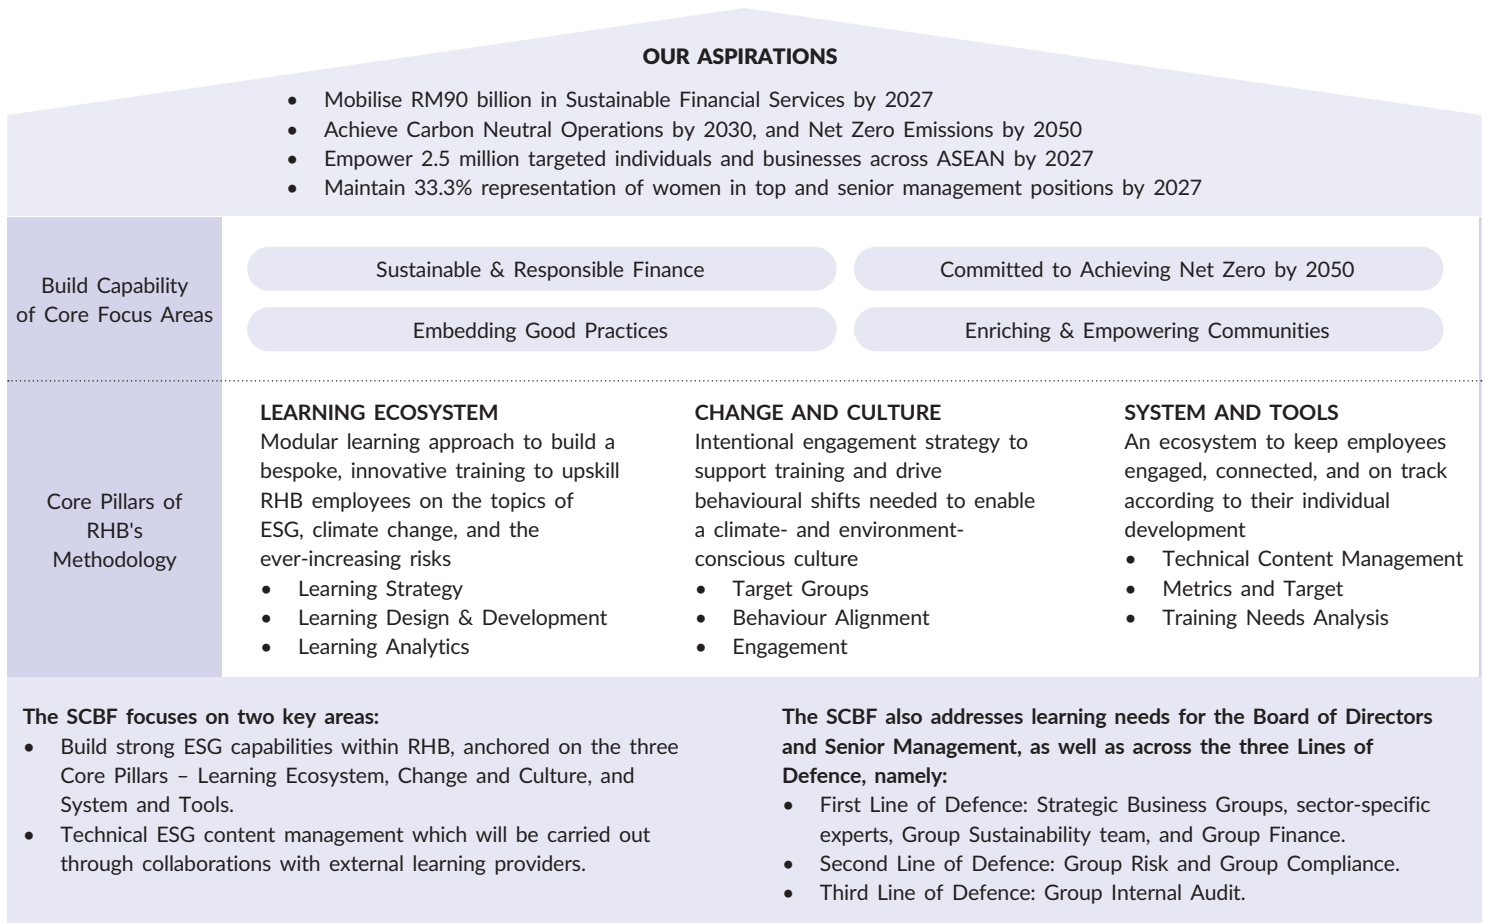 OUR ASPIRATIONS
• Mobilise RM90 billion in Sustainable Financial Services by 2027
• Achieve Carbon Neutral Operations by 2030, and Net Zero Emissions by 2050
• Empower 2.5 million targeted individuals and businesses across ASEAN by 2027
• Maintain 33.3% representation of women in top and senior management positions by 2027
Build Capability
of Core Focus Areas
Sustainable & Responsible Finance
Committed to Achieving Net Zero by 2050
Embedding Good Practices
Enriching & Empowering Communities
Core Pillars of
RHB's
Methodology
LEARNING ECOSYSTEM
Modular learning approach to build a
bespoke, innovative training to upskill
RHB employees on the topics of
ESG, climate change, and the
ever-increasing risks
• Learning Strategy
• Learning Design & Development
• Learning Analytics
CHANGE AND CULTURE
Intentional engagement strategy to
support training and drive
behavioural shifts needed to enable
a climate- and environment-
conscious culture
• Target Groups
• Behaviour Alignment
• Engagement
SYSTEM AND TOOLS
An ecosystem to keep employees
engaged, connected, and on track
according to their individual
development
• Technical Content Management
• Metrics and Target
• Training Needs Analysis
The SCBF focuses on two key areas:
• Build strong ESG capabilities within RHB, anchored on the three
Core Pillars – Learning Ecosystem, Change and Culture, and
System and Tools.
• Technical ESG content management which will be carried out
through collaborations with external learning providers.
The SCBF also addresses learning needs for the Board of Directors
and Senior Management, as well as across the three Lines of
Defence, namely:
• First Line of Defence: Strategic Business Groups, sector-specific
experts, Group Sustainability team, and Group Finance.
• Second Line of Defence: Group Risk and Group Compliance.
• Third Line of Defence: Group Internal Audit.